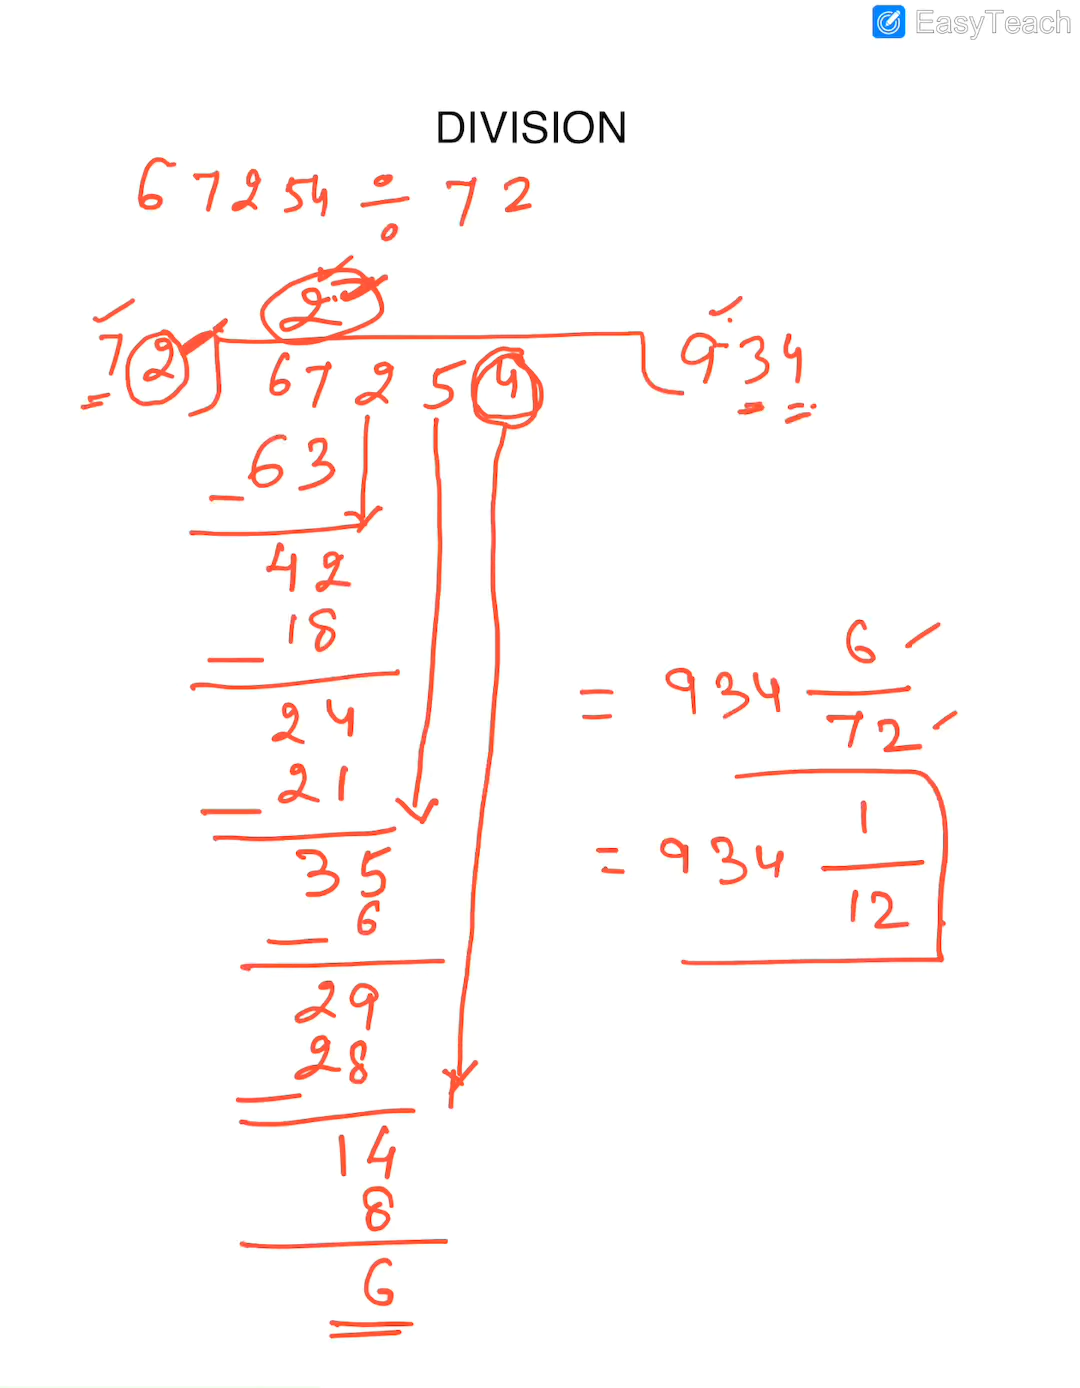 EasyTeach
DIVISION
67254 ÷ 72
2
72 67254 934
- 63
42
- 18
24
- 21
35
- 6
29
- 28
14
8
6
= 934 6/72
= 934 1/12